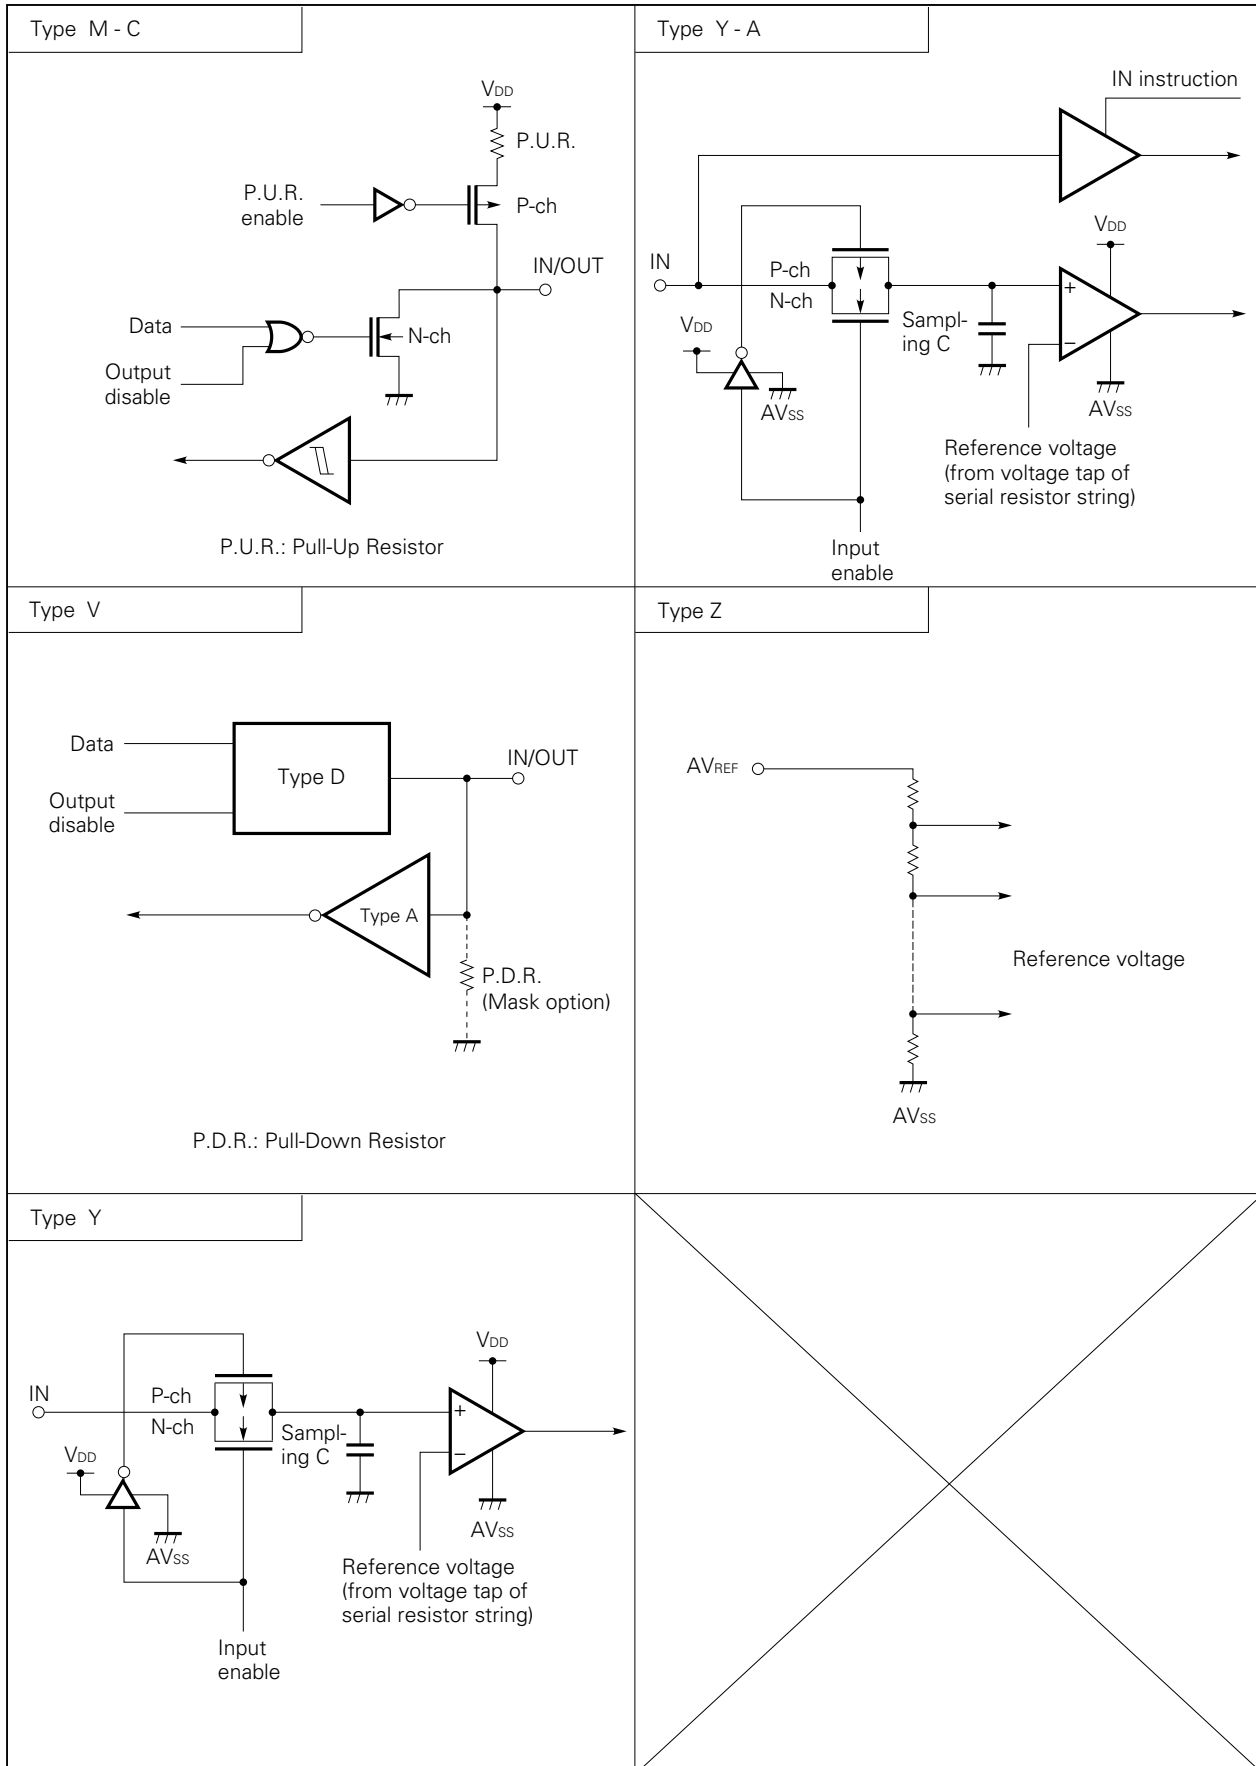 Type M - C
VDD
P.U.R.
P.U.R.
enable
P-ch
IN/OUT
Data
N-ch
Output
disable
P.U.R.: Pull-Up Resistor
Type Y - A
IN instruction
VDD
IN
P-ch
N-ch
+
VDD
Sampl-
ing C
−
AVSS
AVSS
Reference voltage
(from voltage tap of
serial resistor string)
Input
enable
Type V
Data
Type D
IN/OUT
Output
disable
Type A
P.D.R.
(Mask option)
P.D.R.: Pull-Down Resistor
Type Z
AVREF
Reference voltage
AVSS
Type Y
VDD
IN
P-ch
N-ch
+
Sampl-
ing C
VDD
−
AVSS
AVSS
Reference voltage
(from voltage tap of
serial resistor string)
Input
enable